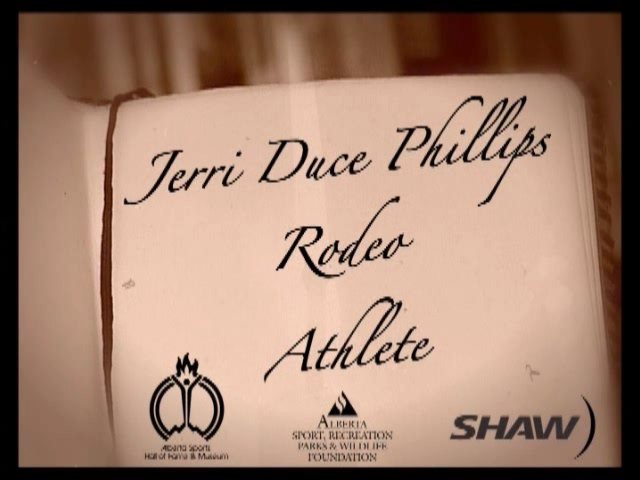 Jerri Duce Phillips
Rodeo
Athlete
Alberta Sports
Hall of Fame & Museum
ALBERTA
SPORT, RECREATION
PARKS & WILDLIFE
FOUNDATION
SHAW)